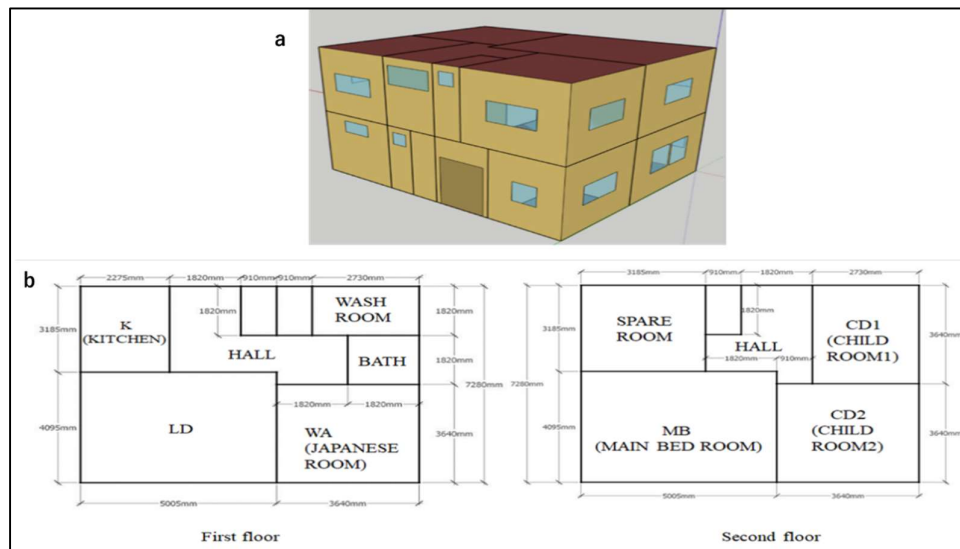 a
b
2275mm
1820mm
910mm
910mm
2730mm
3185mm
4095mm
K
(KITCHEN)
1820mm
WASH
ROOM
HALL
BATH
LD
1820mm
1820mm
WA
(JAPANESE
ROOM)
1820mm
1820mm
7280mm
3640mm
5005mm
3640mm
First floor
3185mm
910mm
1820mm
2730mm
3185mm
7280mm
4095mm
SPARE
ROOM
1820mm
HALL
1820mm
910mm
CD1
(CHILD
ROOM1)
MB
(MAIN BED ROOM)
CD2
(CHILD
ROOM2)
3640mm
3640mm
5005mm
3640mm
Second floor